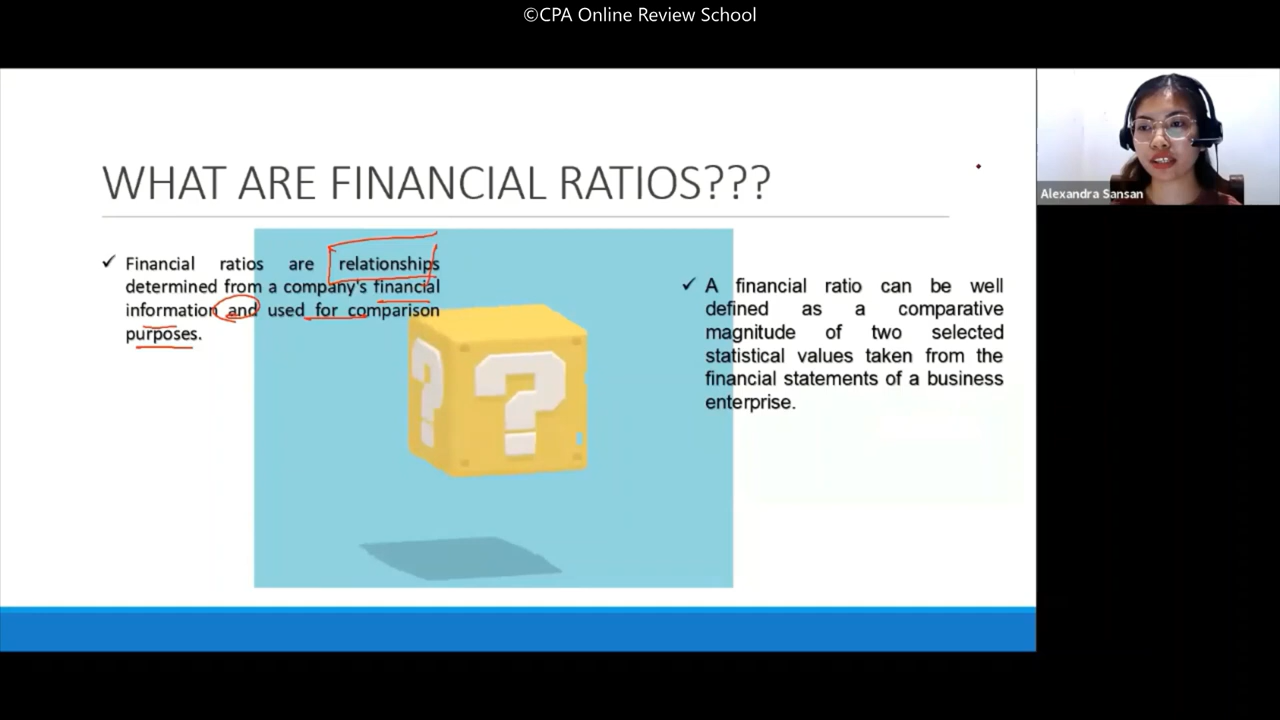 ©CPA Online Review School
WHAT ARE FINANCIAL RATIOS???
✓ Financial ratios are relationships
determined from a company's financial
information and used for comparison
purposes.
✓ A financial ratio can be well
defined as a comparative
magnitude of two selected
statistical values taken from the
financial statements of a business
enterprise.
? ?
Alexandra Sansan